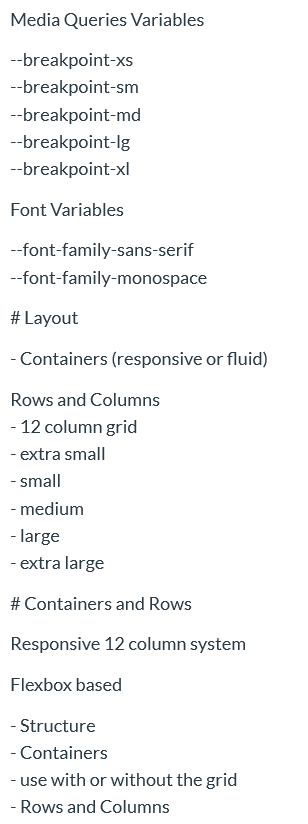 Media Queries Variables
--breakpoint-xs
--breakpoint-sm
--breakpoint-md
--breakpoint-lg
--breakpoint-xl
Font Variables
--font-family-sans-serif
--font-family-monospace
# Layout
- Containers (responsive or fluid)
Rows and Columns
- 12 column grid
- extra small
- small
- medium
- large
- extra large
# Containers and Rows
Responsive 12 column system
Flexbox based
- Structure
- Containers
- use with or without the grid
- Rows and Columns